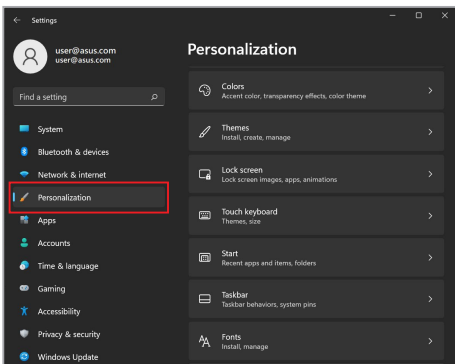 Settings
user@asus.com
user@asus.com
Find a setting
System
Bluetooth & devices
Network & internet
Personalization
Apps
Accounts
Time & language
Gaming
Accessibility
Privacy & security
Windows Update
Personalization
Colors
Accent color, transparency effects, color theme
Themes
Install, create, manage
Lock screen
Lock screen images, apps, animations
Touch keyboard
Themes, size
Start
Recent apps and items, folders
Taskbar
Taskbar behaviors, system pins
Fonts
Install, manage